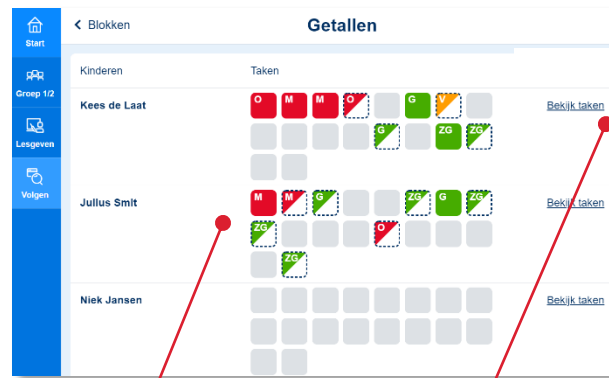 Start
Groep 1/2
Lesgeven
Volgen
Blokken
Getallen
Kinderen Taken
Kees de Laat O M M O G V Bekijk taken
G ZG ZG
Julius Smit M M G ZG G ZG Bekijk taken
ZG O
ZG
Niek Jansen Bekijk taken